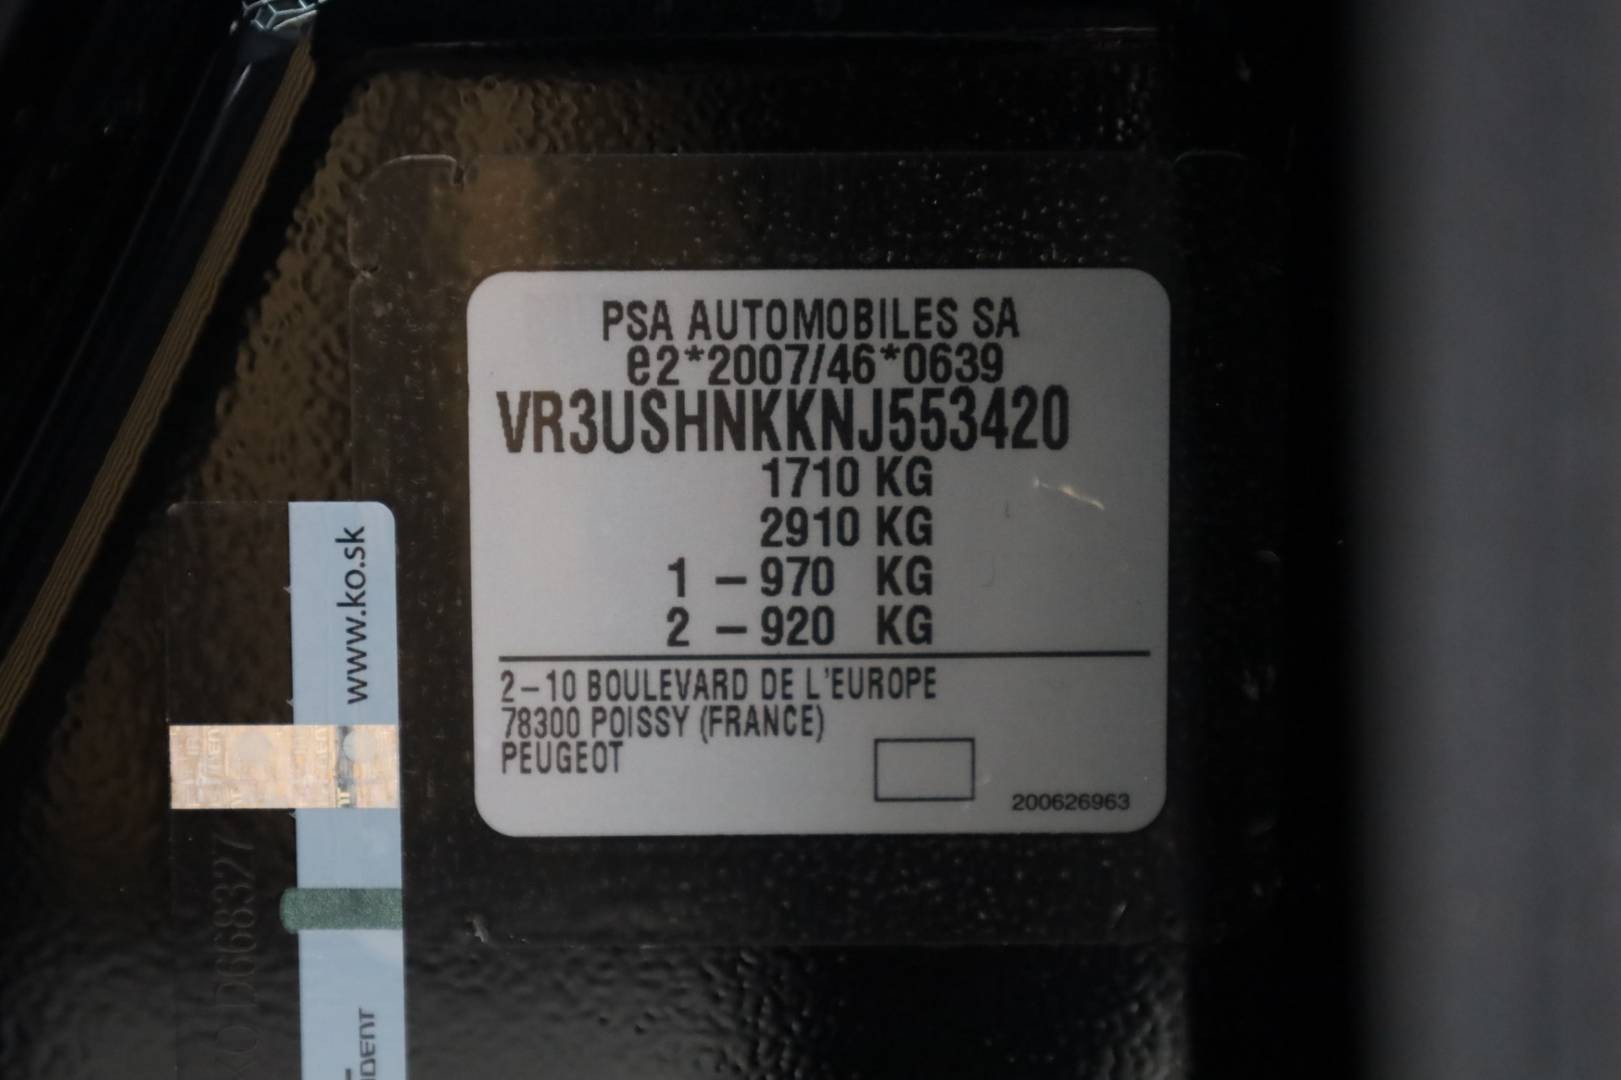 PSA AUTOMOBILES SA
e2*2007/46*0639
VR3USHNKKNJ553420
1710 KG
2910 KG
1 – 970 KG
2 – 920 KG
2–10 BOULEVARD DE L'EUROPE
78300 POISSY (FRANCE)
PEUGEOT
200626963
www.ko.sk
D668327